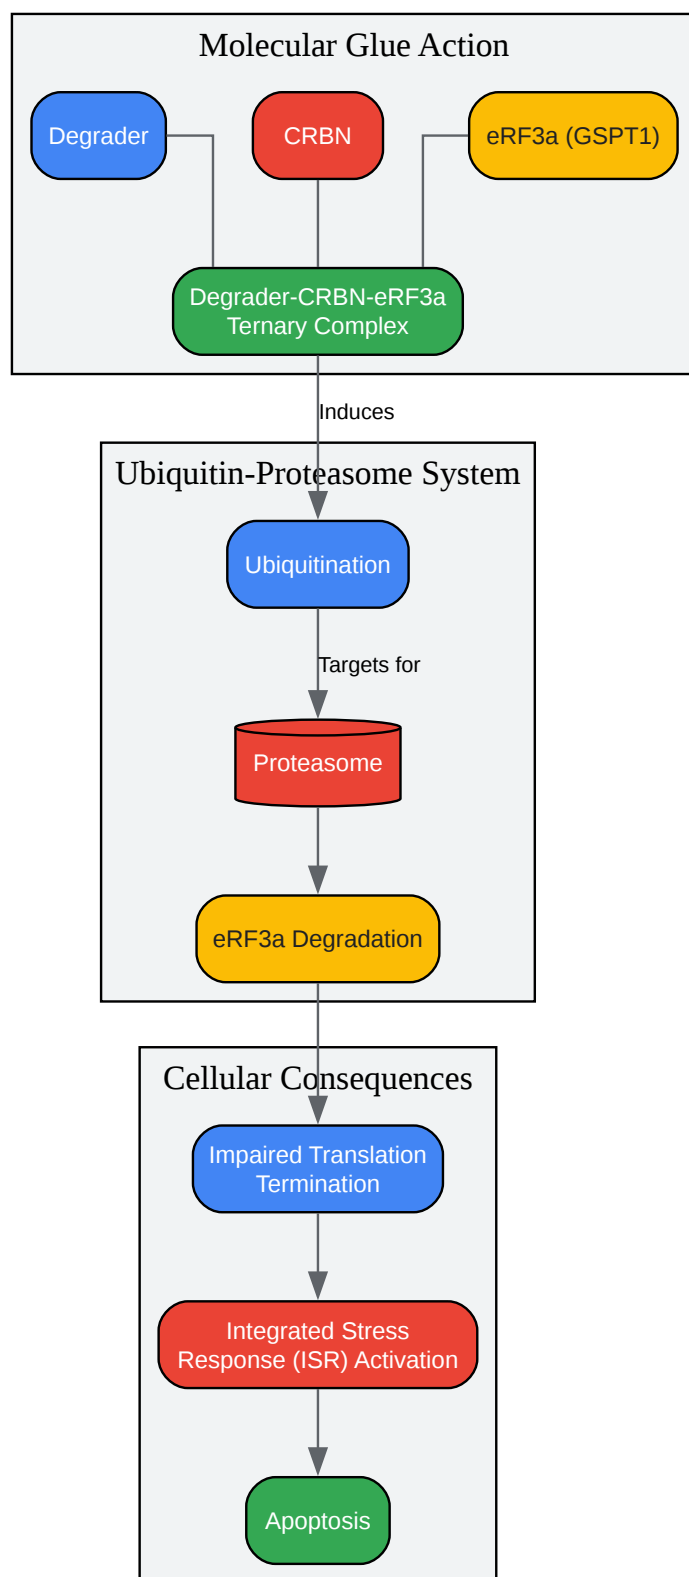 Molecular Glue Action
Degrader
CRBN
eRF3a (GSPT1)
Degrader-CRBN-eRF3a
Ternary Complex
Induces
Ubiquitin-Proteasome System
Ubiquitination
Targets for
Proteasome
eRF3a Degradation
Cellular Consequences
Impaired Translation
Termination
Integrated Stress
Response (ISR) Activation
Apoptosis